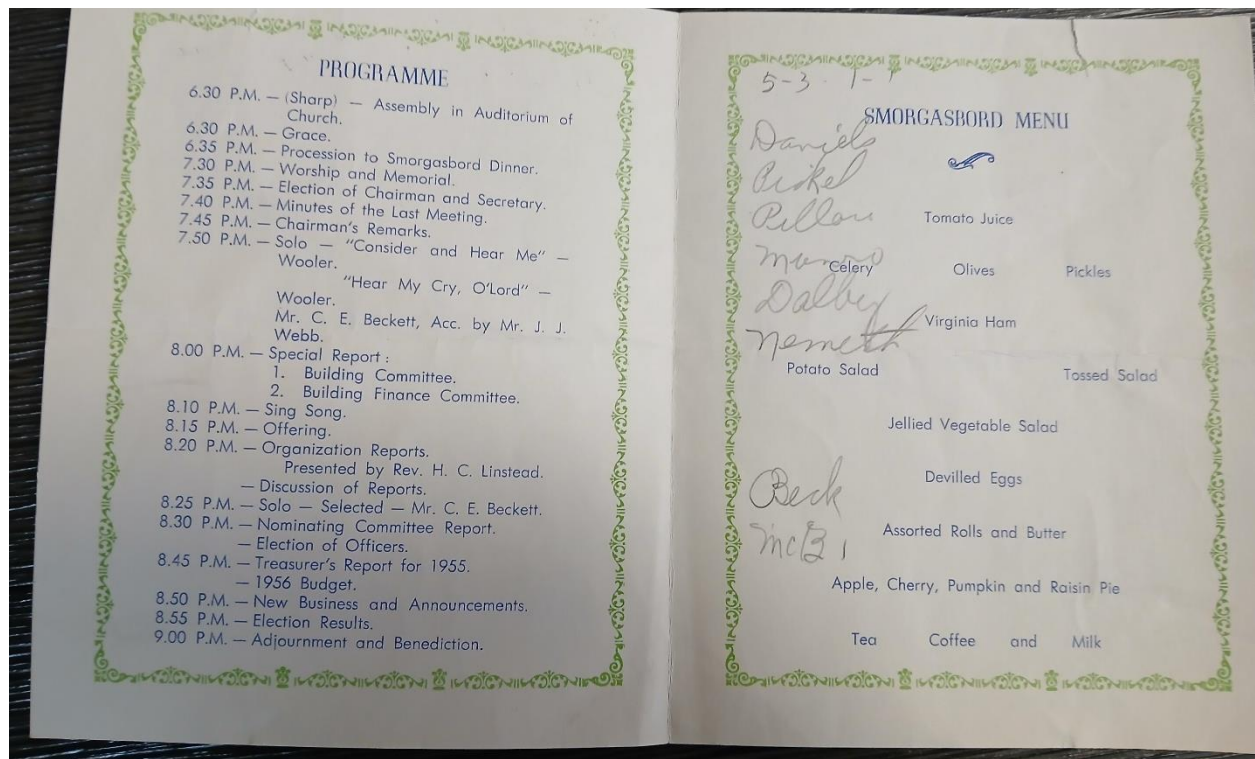 PROGRAMME
6.30 P.M. — (Sharp) — Assembly in Auditorium of
Church.
6.30 P.M. — Grace.
6.35 P.M. — Procession to Smorgasbord Dinner.
7.30 P.M. — Worship and Memorial.
7.35 P.M. — Election of Chairman and Secretary.
7.40 P.M. — Minutes of the Last Meeting.
7.45 P.M. — Chairman's Remarks.
7.50 P.M. — Solo — "Consider and Hear Me" —
Wooler.
"Hear My Cry, O'Lord" —
Wooler.
Mr. C. E. Beckett, Acc. by Mr. J. J.
Webb.
8.00 P.M. — Special Report :
1. Building Committee.
2. Building Finance Committee.
8.10 P.M. — Sing Song.
8.15 P.M. — Offering.
8.20 P.M. — Organization Reports.
Presented by Rev. H. C. Linstead.
— Discussion of Reports.
8.25 P.M. — Solo — Selected — Mr. C. E. Beckett.
8.30 P.M. — Nominating Committee Report.
— Election of Officers.
8.45 P.M. — Treasurer's Report for 1955.
— 1956 Budget.
8.50 P.M. — New Business and Announcements.
8.55 P.M. — Election Results.
9.00 P.M. — Adjournment and Benediction.
5-3 1-1
SMORGASBORD MENU
Daniels
Tomato Juice
Munro
Celery Olives Pickles
Dalby
Virginia Ham
Nemeth
Potato Salad Tossed Salad
Jellied Vegetable Salad
Devilled Eggs
Beck
Assorted Rolls and Butter
Apple, Cherry, Pumpkin and Raisin Pie
Tea Coffee and Milk